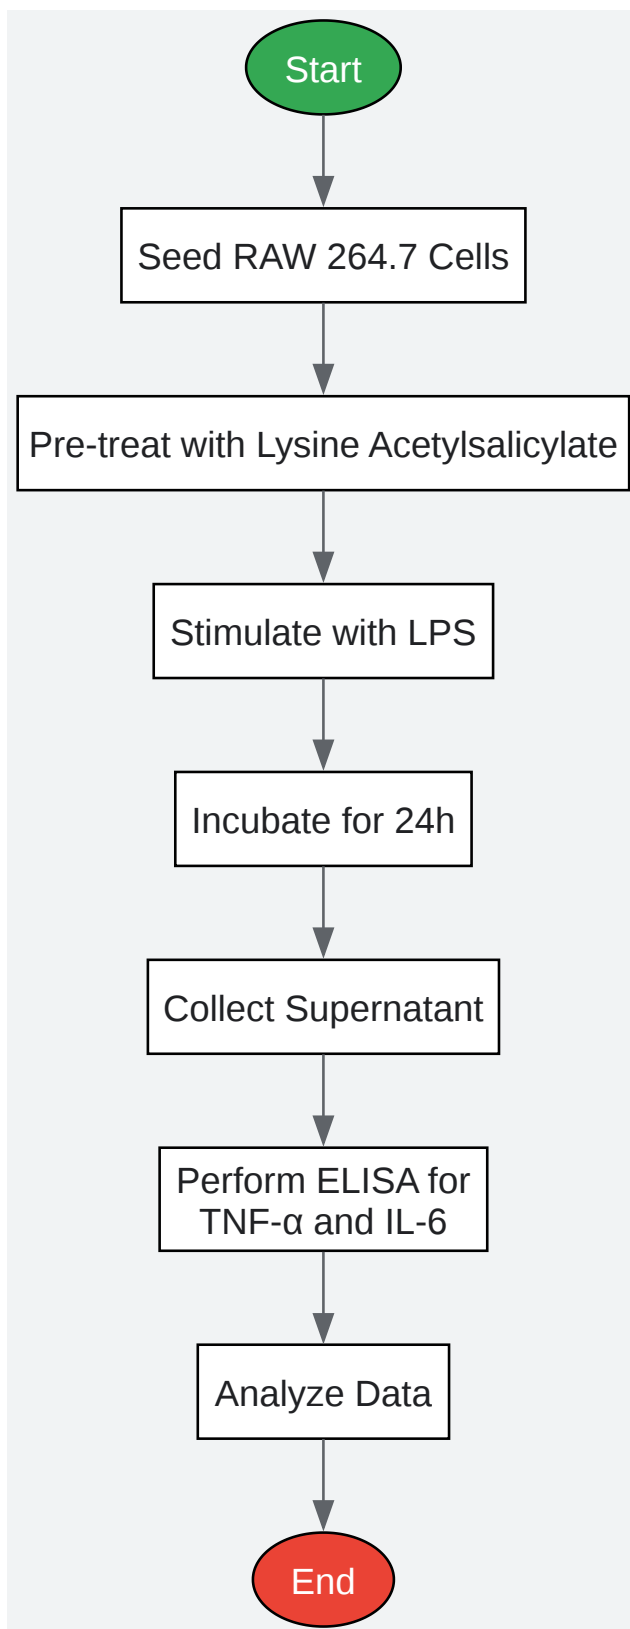 Start
Seed RAW 264.7 Cells
Pre-treat with Lysine Acetylsalicylate
Stimulate with LPS
Incubate for 24h
Collect Supernatant
Perform ELISA for
TNF-α and IL-6
Analyze Data
End